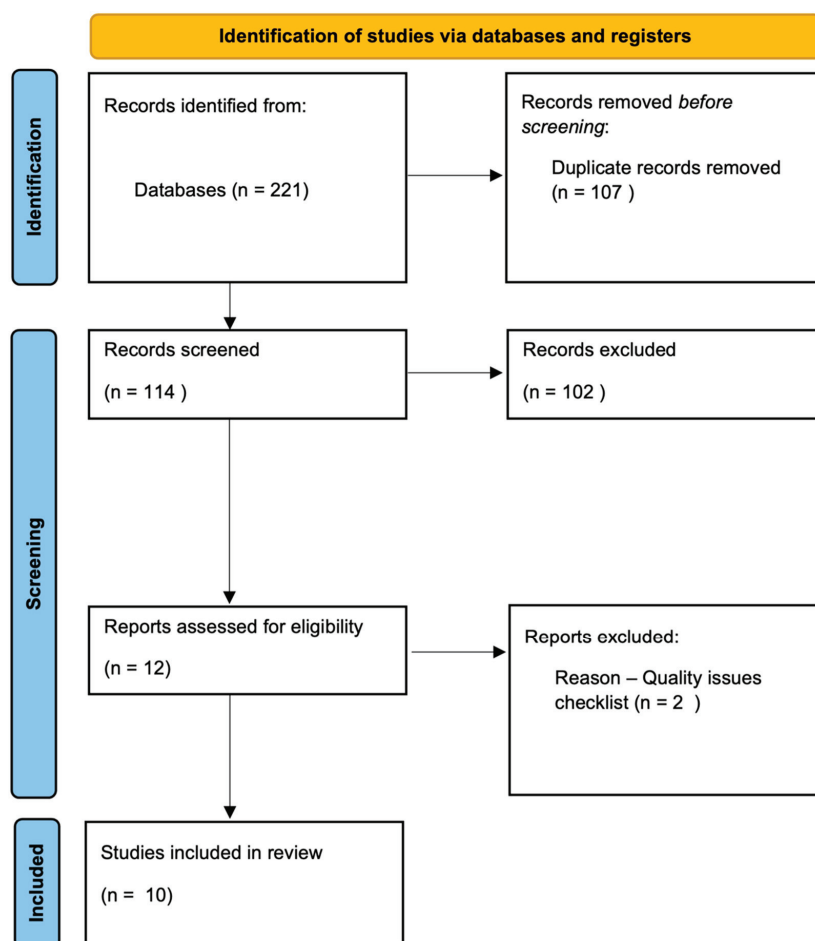 Identification of studies via databases and registers
Identification
Records identified from:
Databases (n = 221)
Records removed before
screening:
Duplicate records removed
(n = 107 )
Screening
Records screened
(n = 114 )
Records excluded
(n = 102 )
Reports assessed for eligibility
(n = 12)
Reports excluded:
Reason – Quality issues
checklist (n = 2  )
Included
Studies included in review
(n =  10)